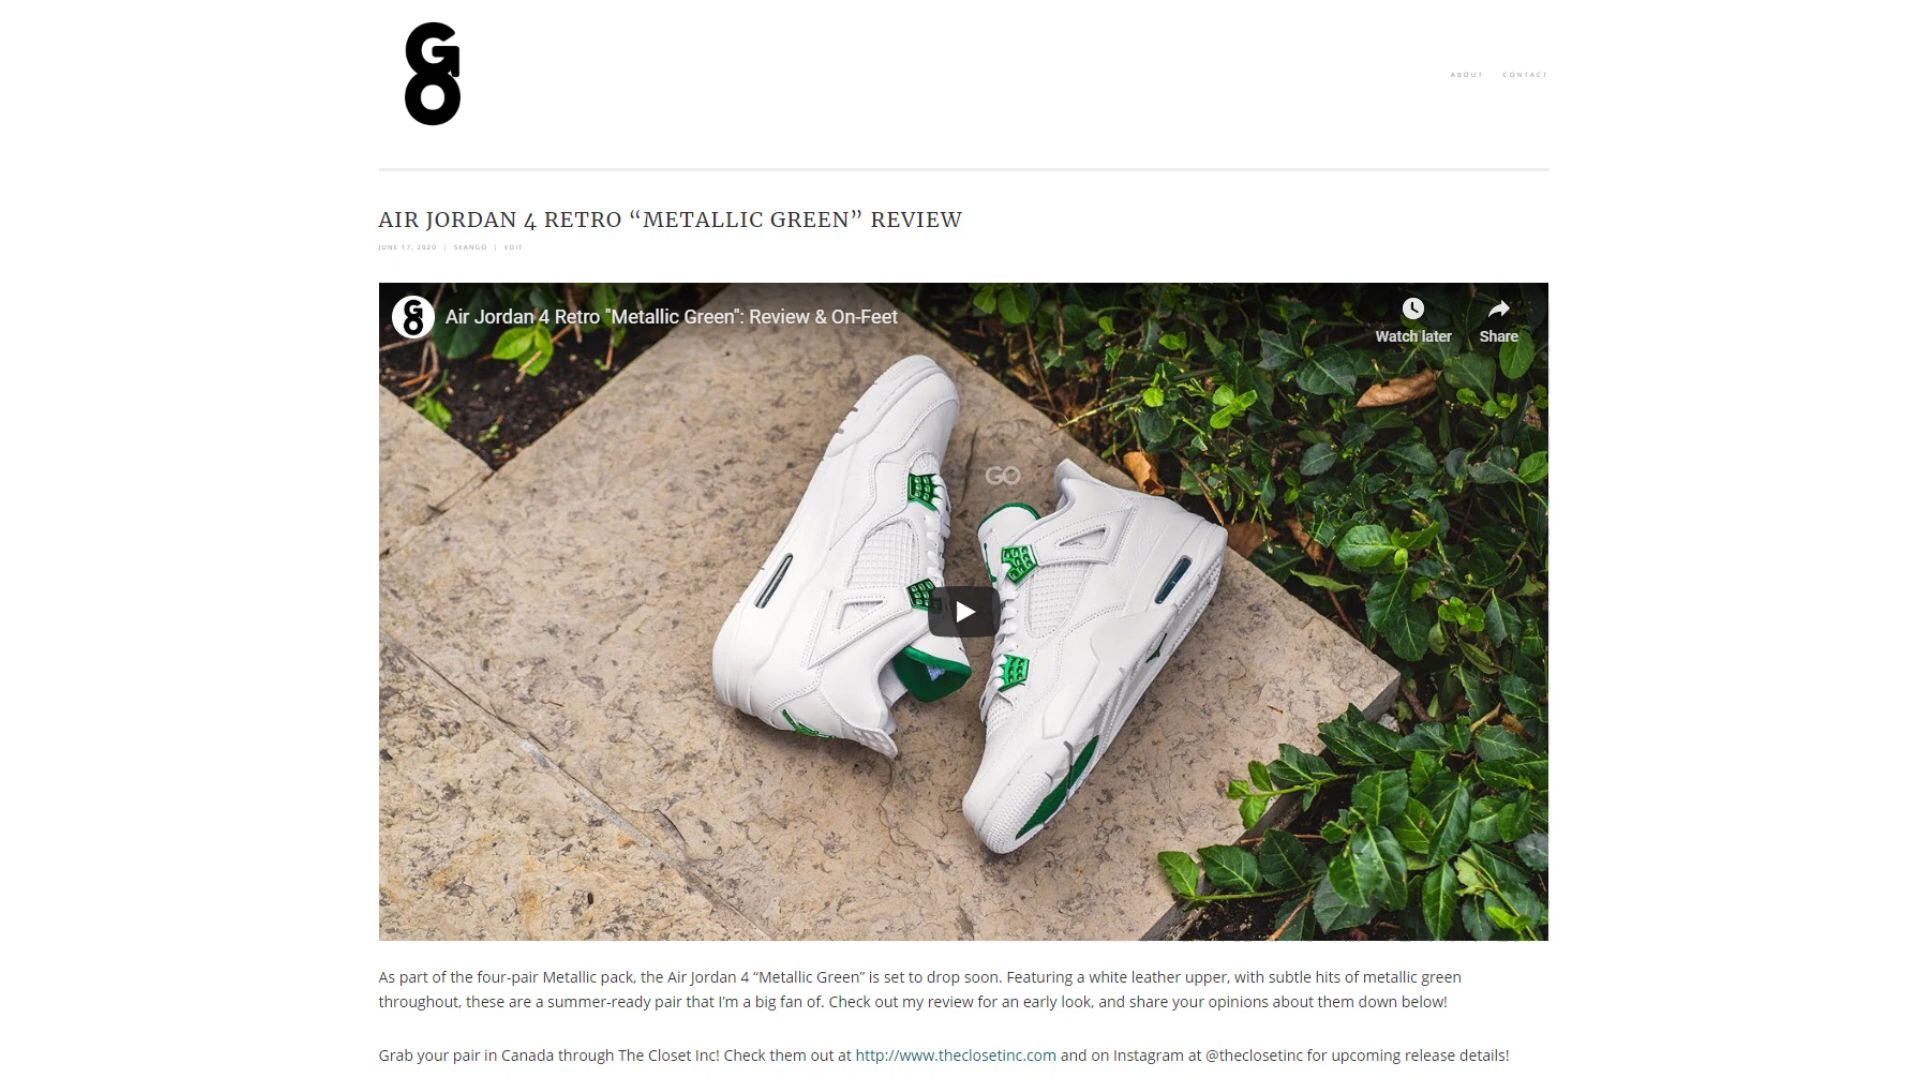 GO
ABOUT CONTACT
AIR JORDAN 4 RETRO “METALLIC GREEN” REVIEW
JUNE 17, 2020 | SEANGO | EDIT
GO
Air Jordan 4 Retro "Metallic Green": Review & On-Feet
Watch later
Share
GO
As part of the four-pair Metallic pack, the Air Jordan 4 “Metallic Green” is set to drop soon. Featuring a white leather upper, with subtle hits of metallic green
throughout, these are a summer-ready pair that I’m a big fan of. Check out my review for an early look, and share your opinions about them down below!
Grab your pair in Canada through The Closet Inc! Check them out at http://www.theclosetinc.com and on Instagram at @theclosetinc for upcoming release details!